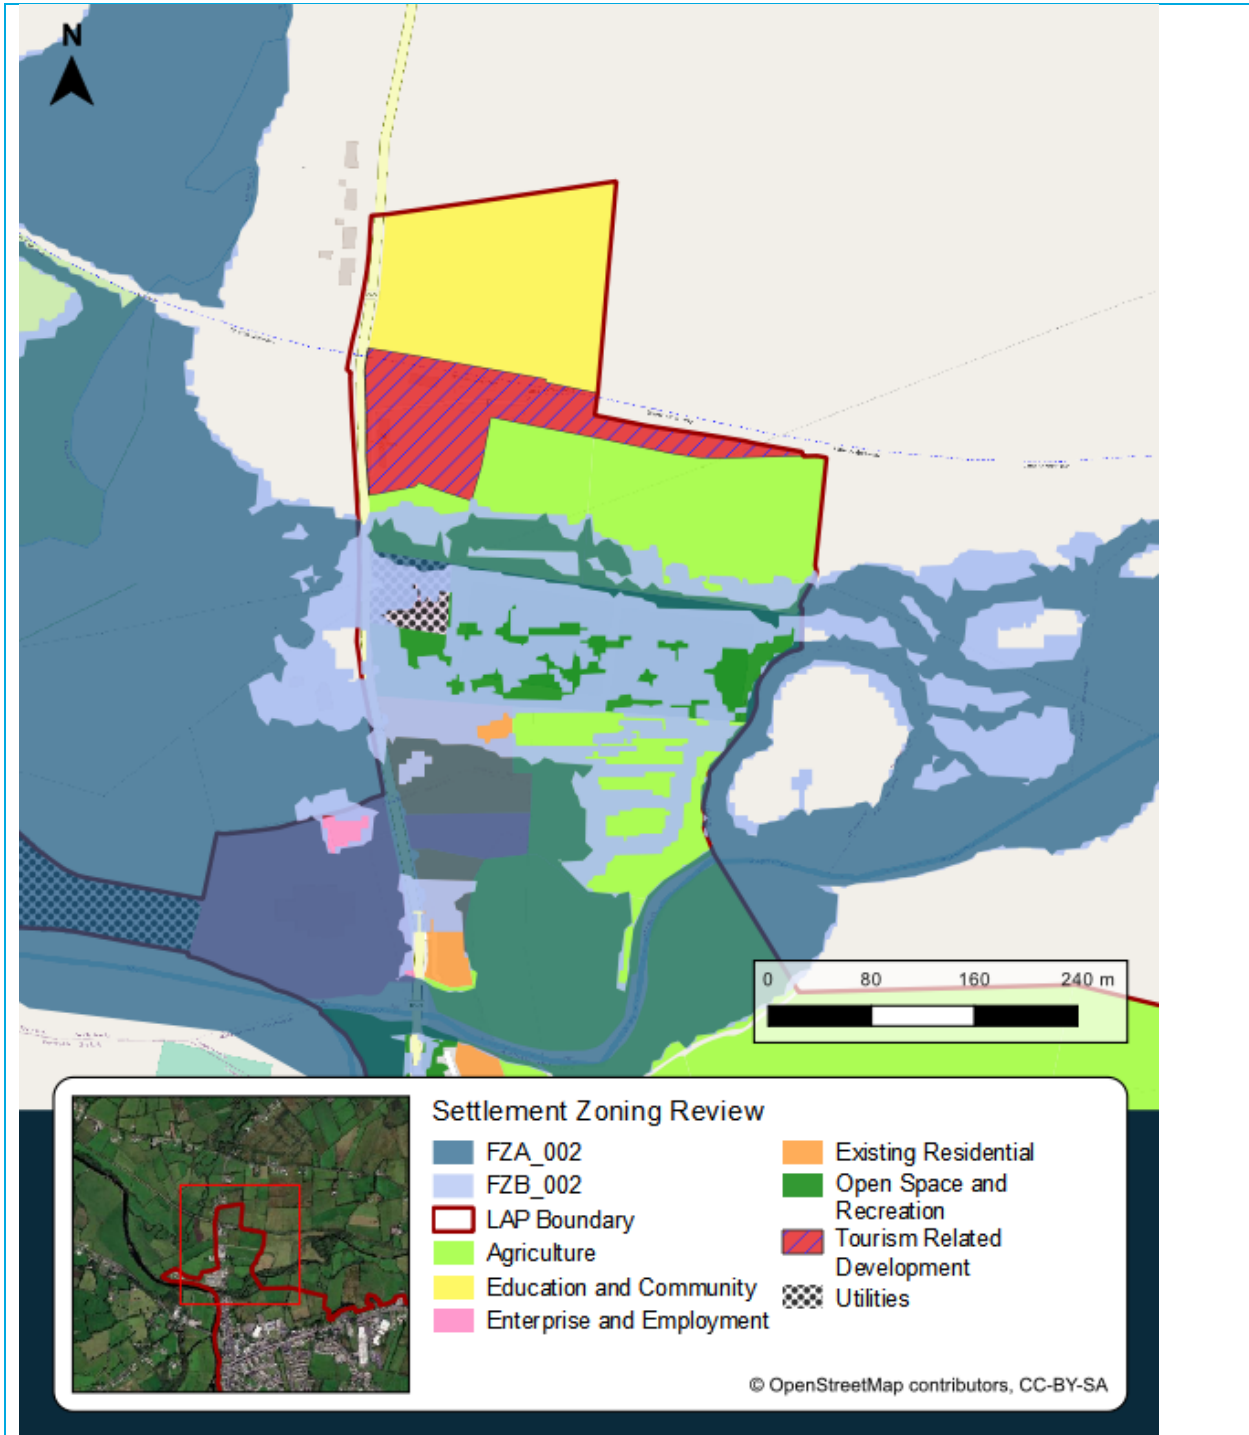 N
0 80 160 240 m
Settlement Zoning Review
FZA_002
FZB_002
LAP Boundary
Agriculture
Education and Community
Enterprise and Employment
Existing Residential
Open Space and
Recreation
Tourism Related
Development
Utilities
© OpenStreetMap contributors, CC-BY-SA